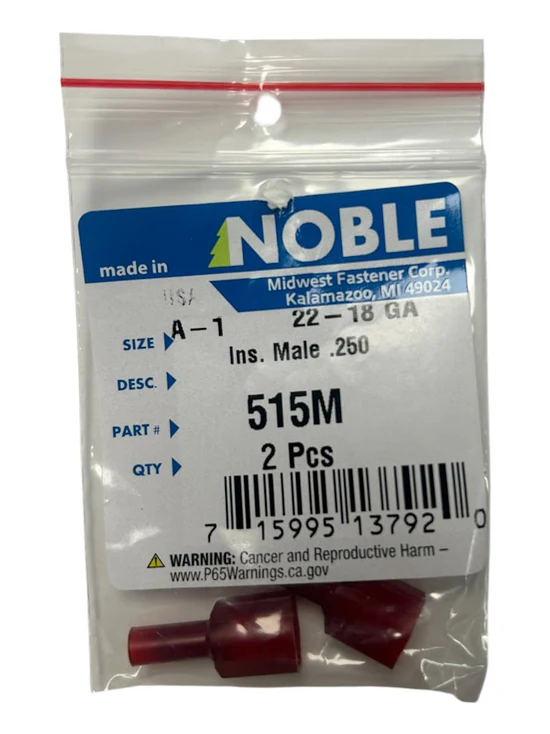 NOBLE
made in
Midwest Fastener Corp.
USA
Kalamazoo, MI 49024
A-1 22-18 GA
SIZE
Ins. Male .250
DESC.
515M
PART #
2 Pcs
QTY
7 15995 13792 0
WARNING: Cancer and Reproductive Harm –
www.P65Warnings.ca.gov